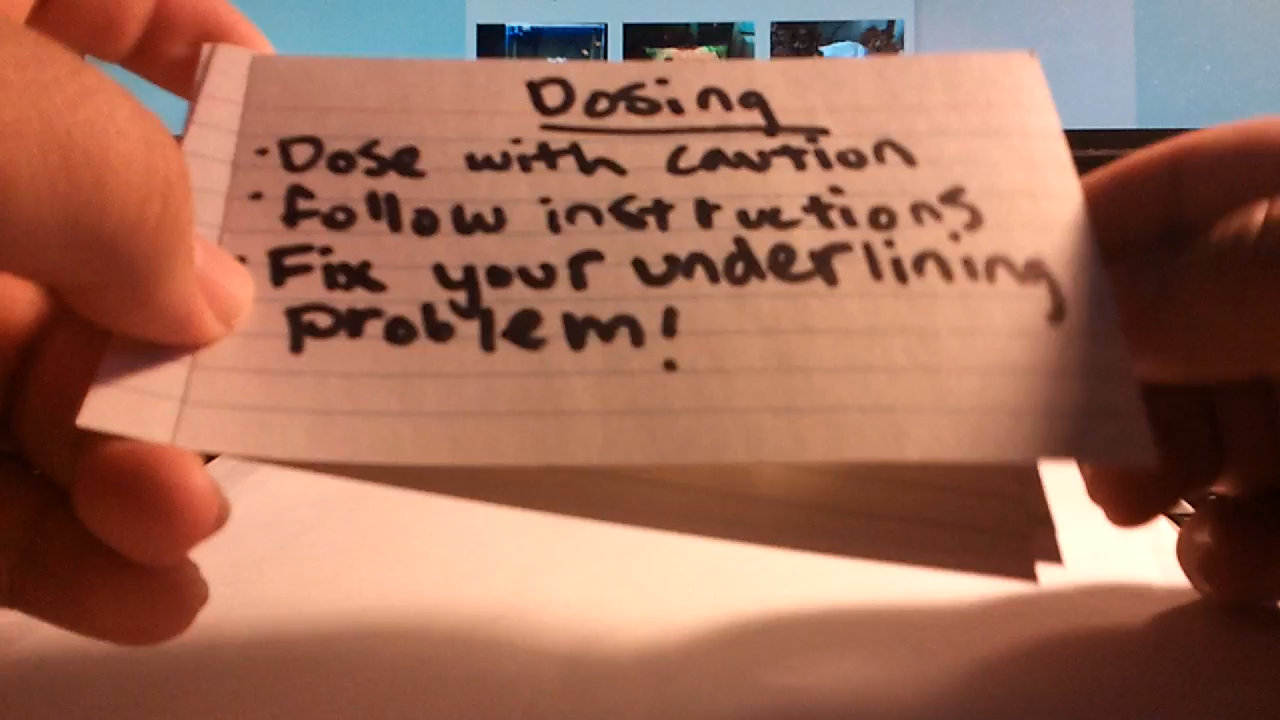 Dosing
·Dose with caution
·Follow instructions
·Fix your underlining
problem!